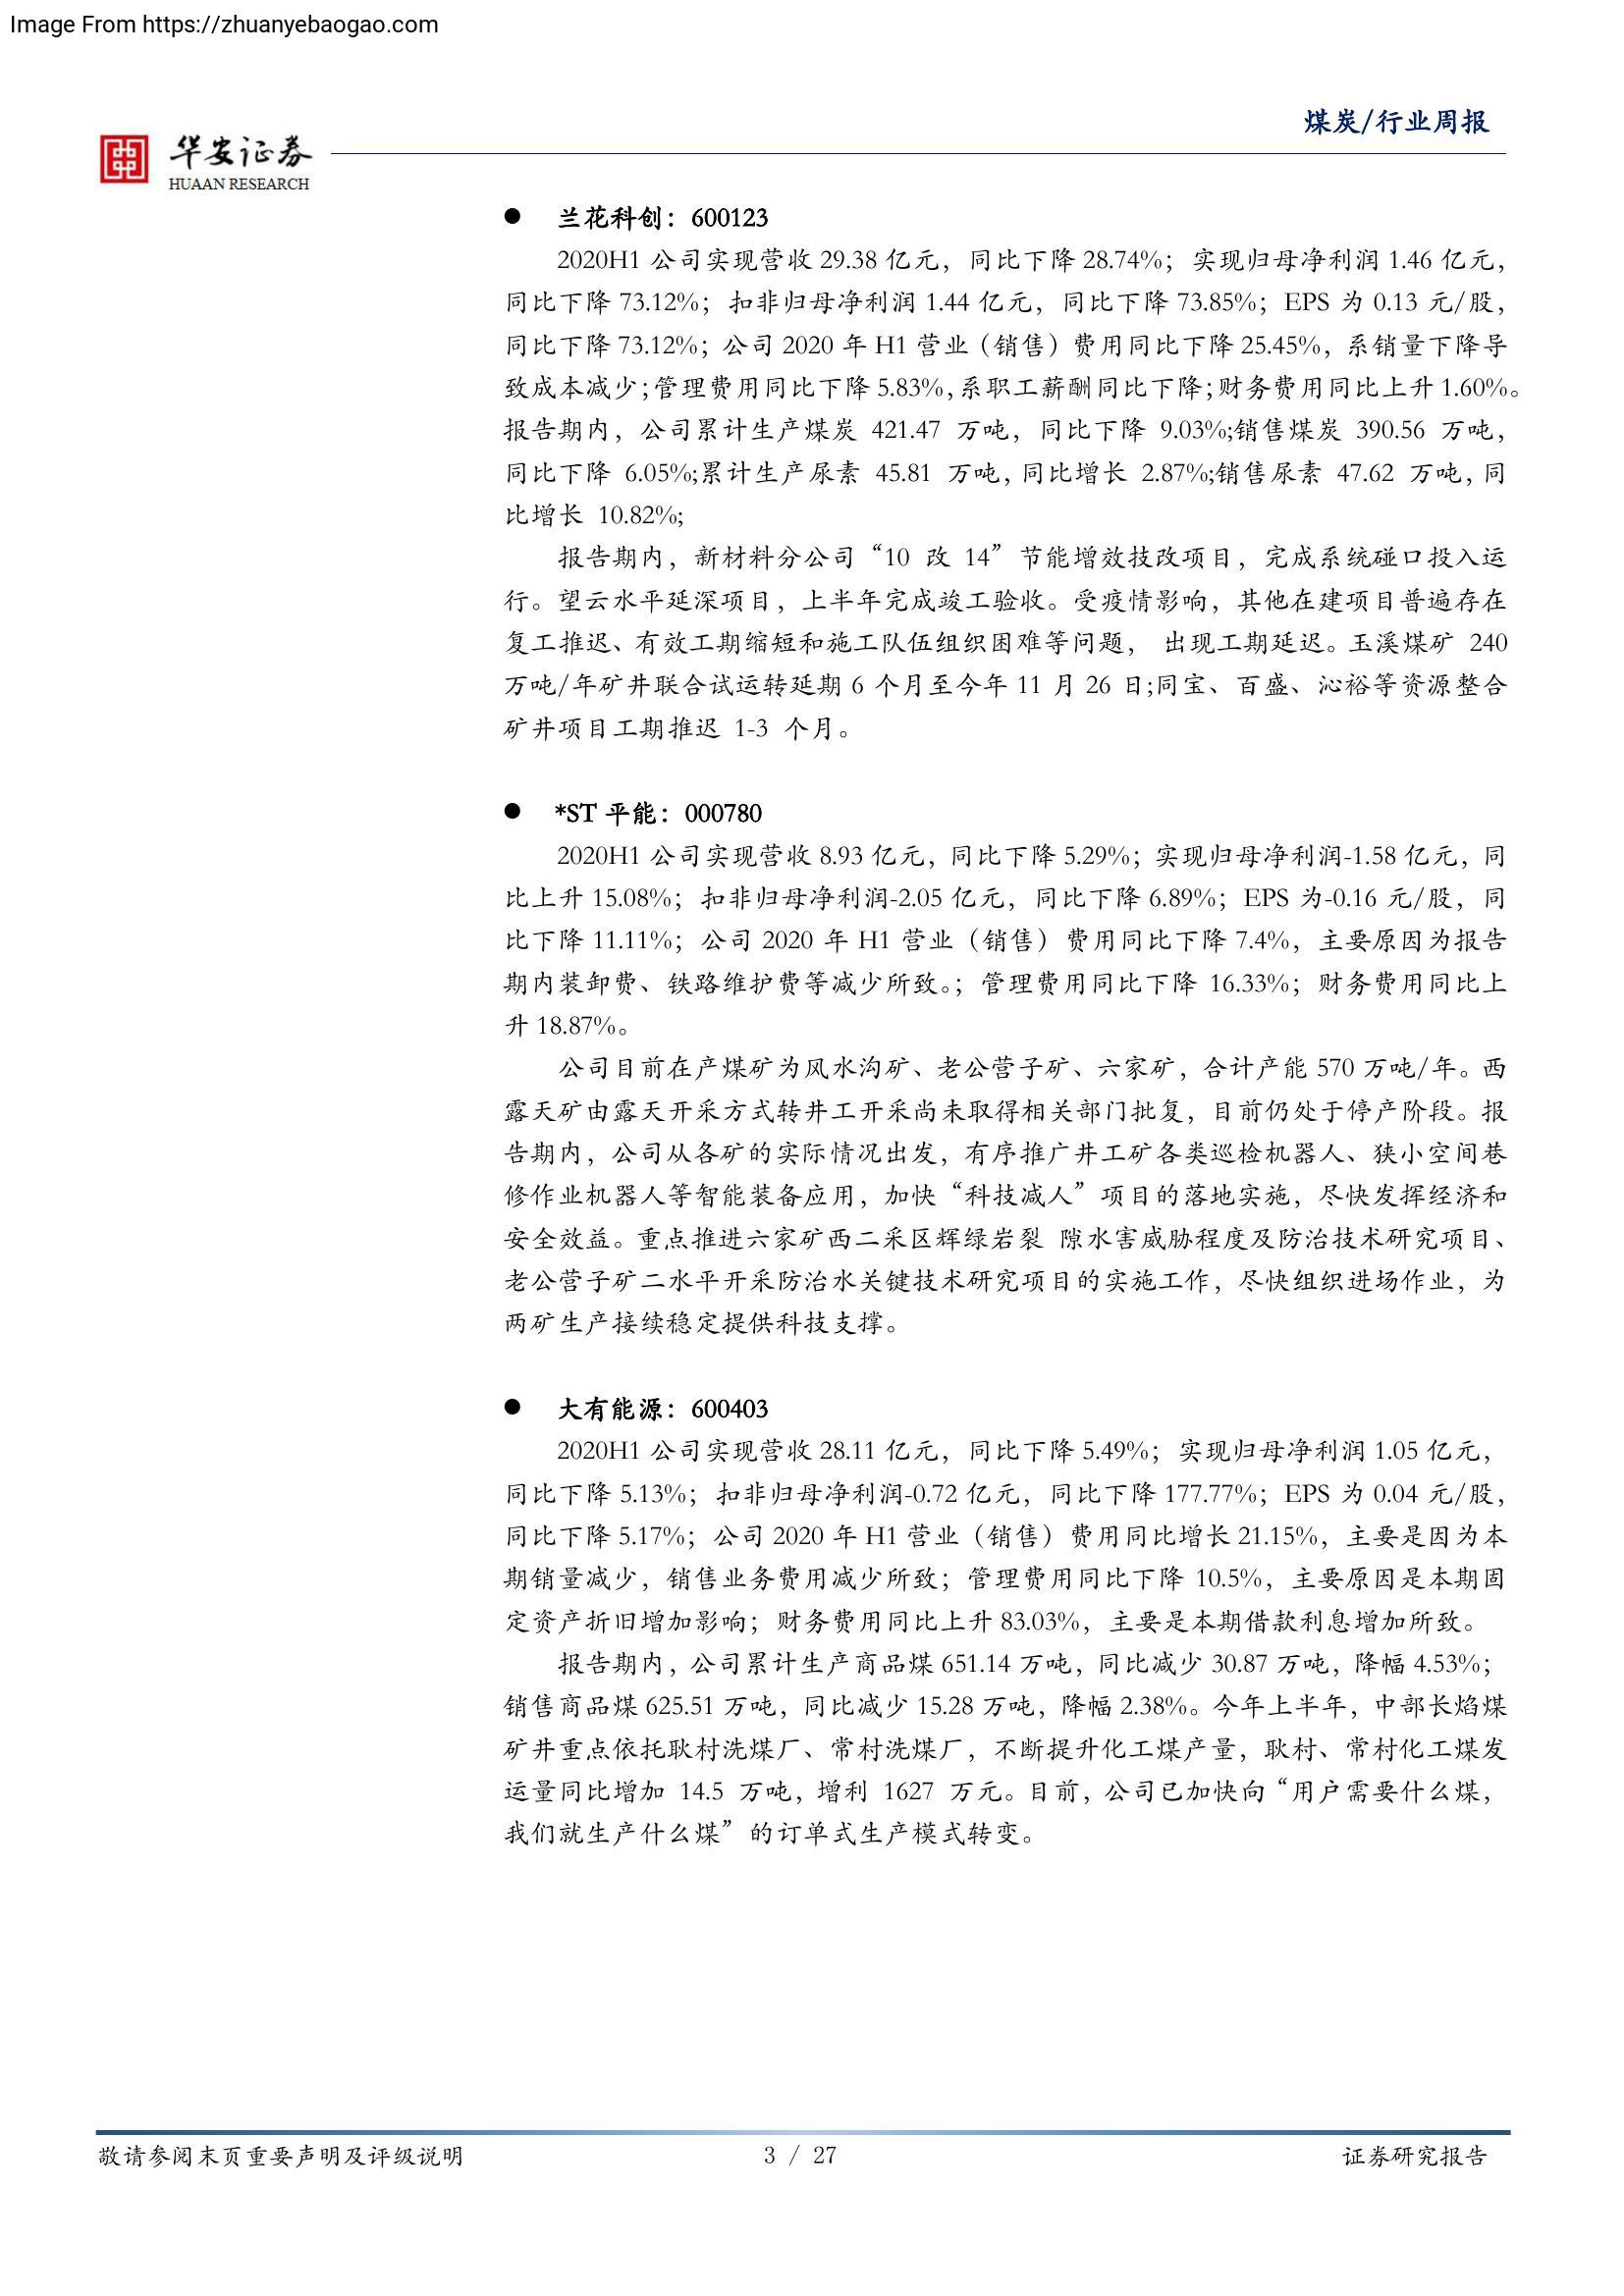 Image From https://zhuanyebaogao.com
煤炭/行业周报
华安证券
HUAAN RESEARCH
● 兰花科创：600123
2020H1 公司实现营收 29.38 亿元，同比下降 28.74%；实现归母净利润 1.46 亿元，
同比下降 73.12%；扣非归母净利润 1.44 亿元，同比下降 73.85%；EPS 为 0.13 元/股，
同比下降 73.12%；公司 2020 年 H1 营业（销售）费用同比下降 25.45%，系销量下降导
致成本减少；管理费用同比下降 5.83%，系职工薪酬同比下降；财务费用同比上升 1.60%。
报告期内，公司累计生产煤炭 421.47 万吨，同比下降 9.03%;销售煤炭 390.56 万吨，
同比下降 6.05%;累计生产尿素 45.81 万吨，同比增长 2.87%;销售尿素 47.62 万吨，同
比增长 10.82%;
报告期内，新材料分公司“10 改 14”节能增效技改项目，完成系统碰口投入运
行。望云水平延深项目，上半年完成竣工验收。受疫情影响，其他在建项目普遍存在
复工推迟、有效工期缩短和施工队伍组织困难等问题， 出现工期延迟。玉溪煤矿 240
万吨/年矿井联合试运转延期 6 个月至今年 11 月 26 日;同宝、百盛、沁裕等资源整合
矿井项目工期推迟 1-3 个月。
● *ST 平能：000780
2020H1 公司实现营收 8.93 亿元，同比下降 5.29%；实现归母净利润-1.58 亿元，同
比上升 15.08%；扣非归母净利润-2.05 亿元，同比下降 6.89%；EPS 为-0.16 元/股，同
比下降 11.11%；公司 2020 年 H1 营业（销售）费用同比下降 7.4%，主要原因为报告
期内装卸费、铁路维护费等减少所致。；管理费用同比下降 16.33%；财务费用同比上
升 18.87%。
公司目前在产煤矿为风水沟矿、老公营子矿、六家矿，合计产能 570 万吨/年。西
露天矿由露天开采方式转井工开采尚未取得相关部门批复，目前仍处于停产阶段。报
告期内，公司从各矿的实际情况出发，有序推广井工矿各类巡检机器人、狭小空间巷
修作业机器人等智能装备应用，加快“科技减人”项目的落地实施，尽快发挥经济和
安全效益。重点推进六家矿西二采区辉绿岩裂 隙水害威胁程度及防治技术研究项目、
老公营子矿二水平开采防治水关键技术研究项目的实施工作，尽快组织进场作业，为
两矿生产接续稳定提供科技支撑。
● 大有能源：600403
2020H1 公司实现营收 28.11 亿元，同比下降 5.49%；实现归母净利润 1.05 亿元，
同比下降 5.13%；扣非归母净利润-0.72 亿元，同比下降 177.77%；EPS 为 0.04 元/股，
同比下降 5.17%；公司 2020 年 H1 营业（销售）费用同比增长 21.15%，主要是因为本
期销量减少，销售业务费用减少所致；管理费用同比下降 10.5%，主要原因是本期固
定资产折旧增加影响；财务费用同比上升 83.03%，主要是本期借款利息增加所致。
报告期内，公司累计生产商品煤 651.14 万吨，同比减少 30.87 万吨，降幅 4.53%；
销售商品煤 625.51 万吨，同比减少 15.28 万吨，降幅 2.38%。今年上半年，中部长焰煤
矿井重点依托耿村洗煤厂、常村洗煤厂，不断提升化工煤产量，耿村、常村化工煤发
运量同比增加 14.5 万吨，增利 1627 万元。目前，公司已加快向“用户需要什么煤，
我们就生产什么煤”的订单式生产模式转变。
敬请参阅末页重要声明及评级说明
3 / 27
证券研究报告